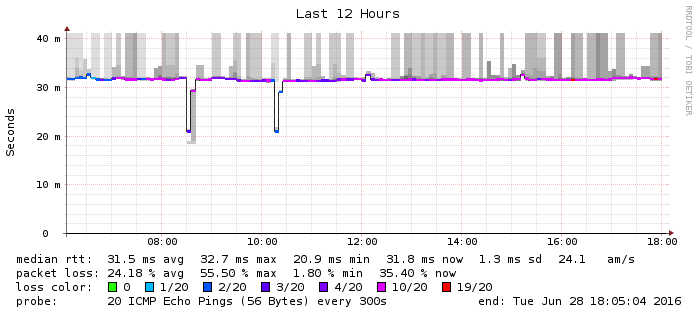 Last 12 Hours
RRDTOOL / TOBI OETIKER
Seconds
40 m
30 m
20 m
10 m
0
08:00 10:00 12:00 14:00 16:00 18:00
median rtt: 31.5 ms avg 32.7 ms max 20.9 ms min 31.8 ms now 1.3 ms sd 24.1 am/s
packet loss: 24.18 % avg 55.50 % max 1.80 % min 35.40 % now
loss color: 0 1/20 2/20 3/20 4/20 10/20 19/20
probe: 20 ICMP Echo Pings (56 Bytes) every 300s end: Tue Jun 28 18:05:04 2016